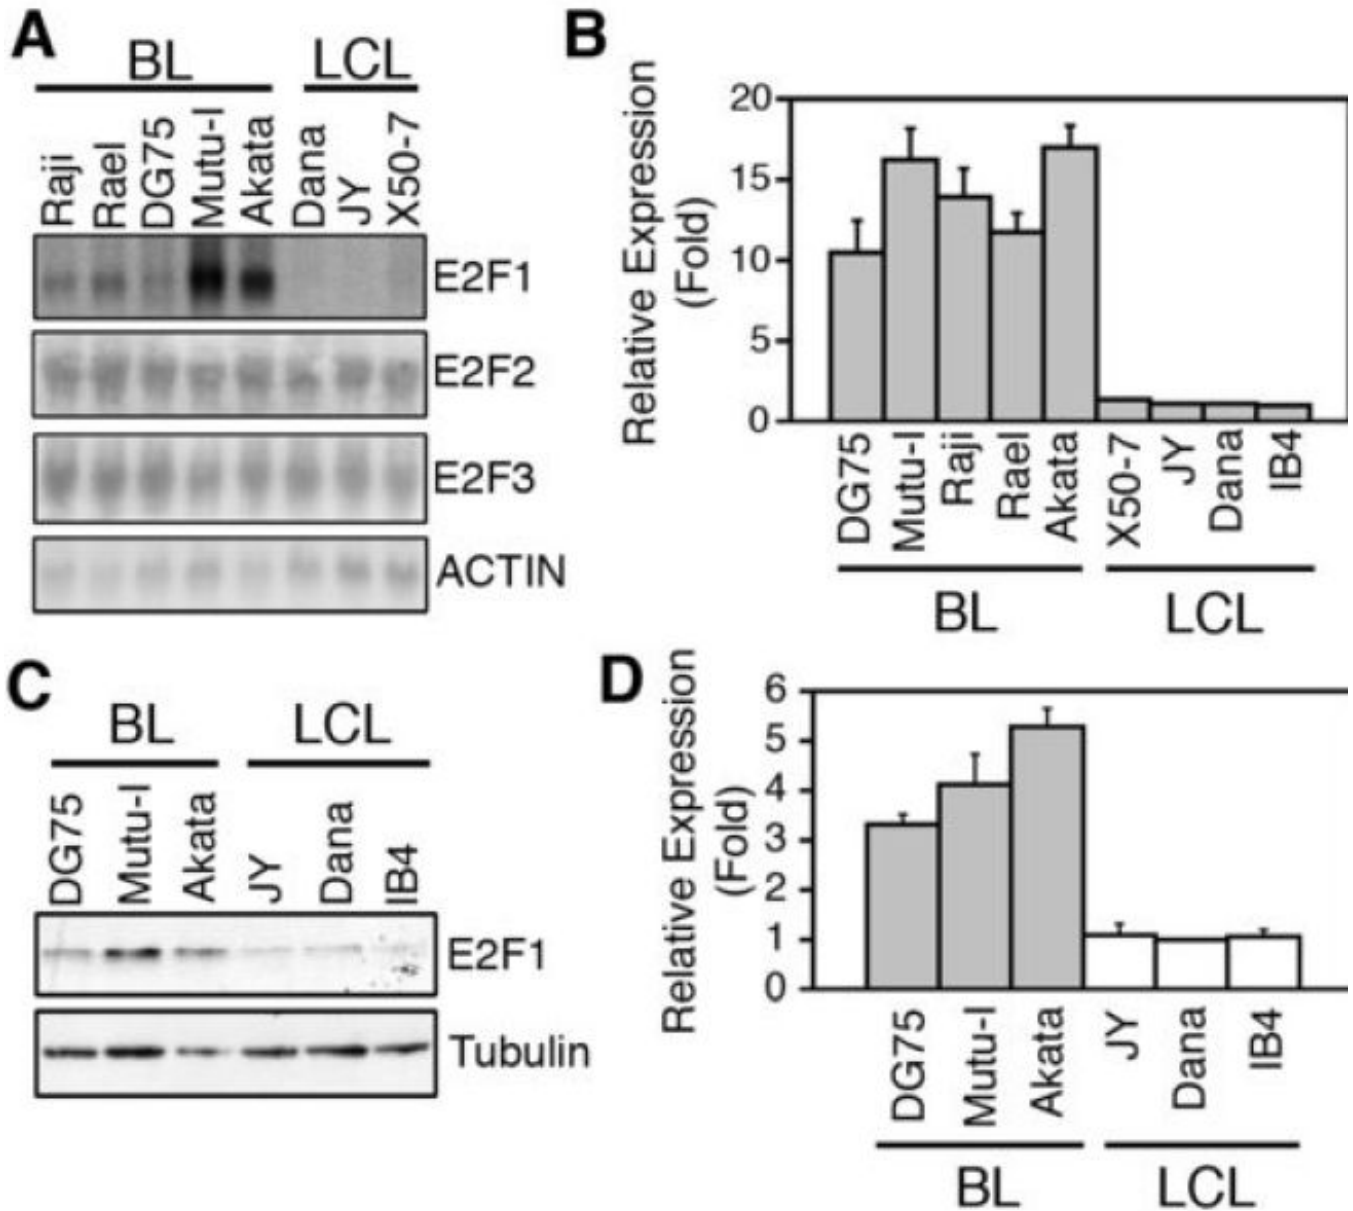 A
BL LCL
Raji Rael DG75 Mutu-I Akata Dana JY X50-7
E2F1
E2F2
E2F3
ACTIN
B
Relative Expression
(Fold)
20
15
10
5
0
DG75 Mutu-I Raji Rael Akata X50-7 JY Dana IB4
BL LCL
C
BL LCL
DG75 Mutu-I Akata JY Dana IB4
E2F1
Tubulin
D
Relative Expression
(Fold)
6
5
4
3
2
1
0
DG75 Mutu-I Akata JY Dana IB4
BL LCL